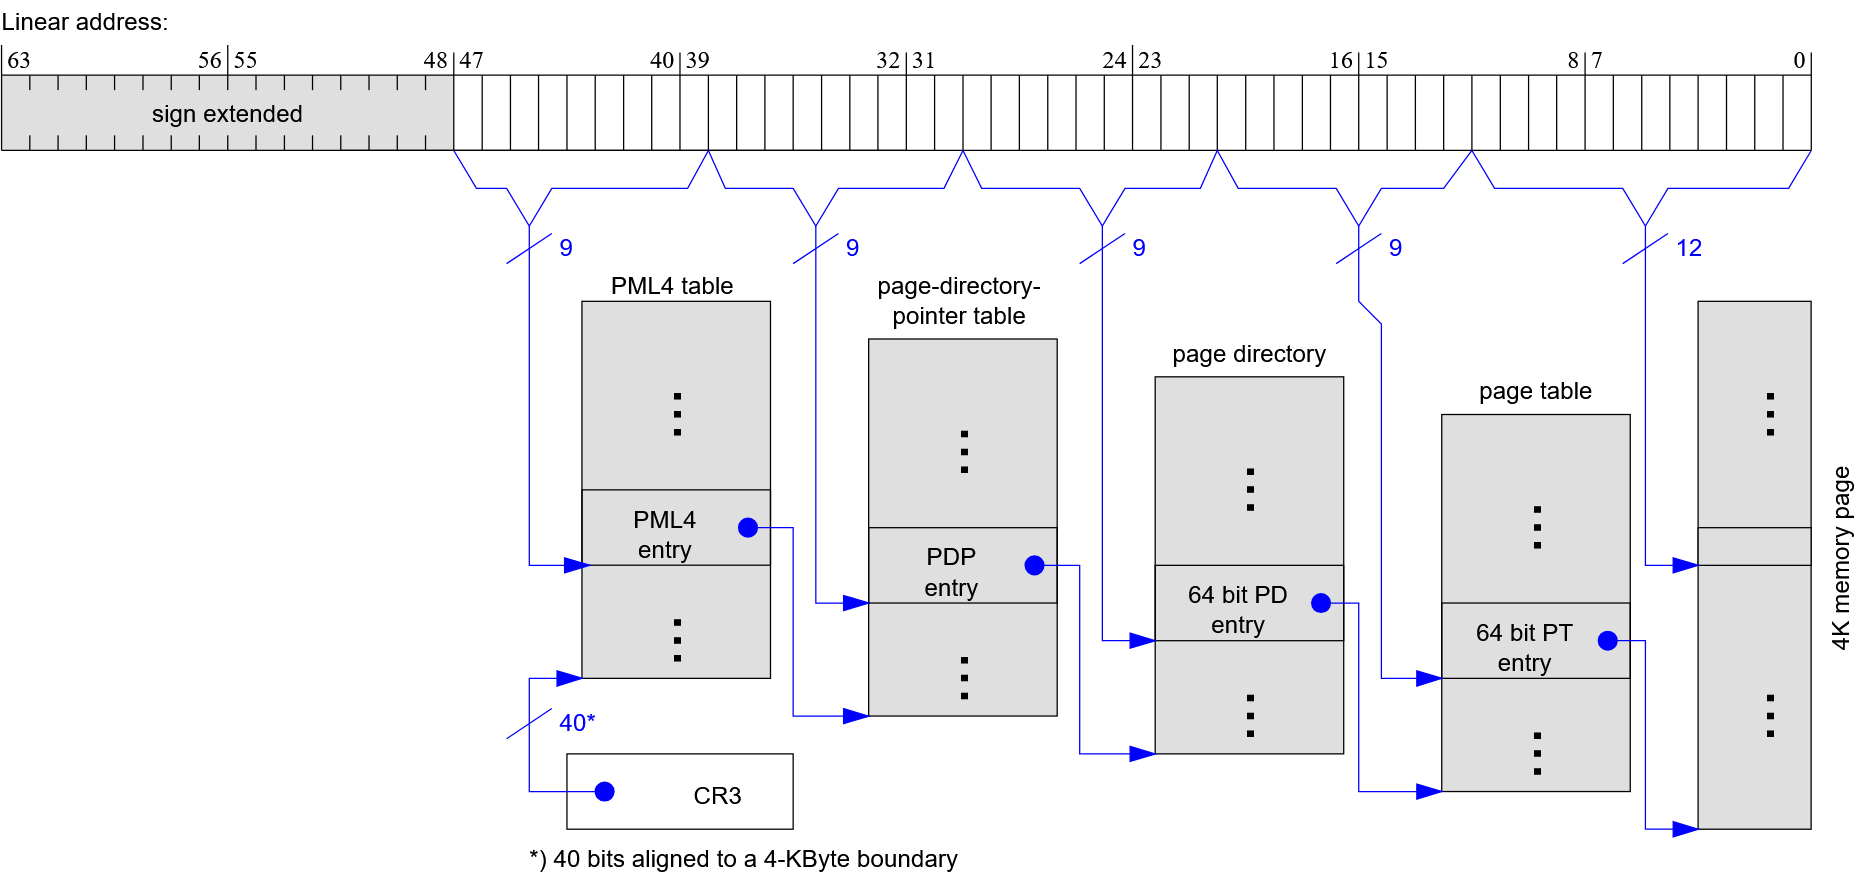 Linear address:
63 56 55 48 47 40 39 32 31 24 23 16 15 8 7 0
sign extended
9 9 9 9 12
PML4 table
page-directory-
pointer table
page directory
page table
PML4
entry
PDP
entry
64 bit PD
entry
64 bit PT
entry
4K memory page
40*
CR3
*) 40 bits aligned to a 4-KByte boundary